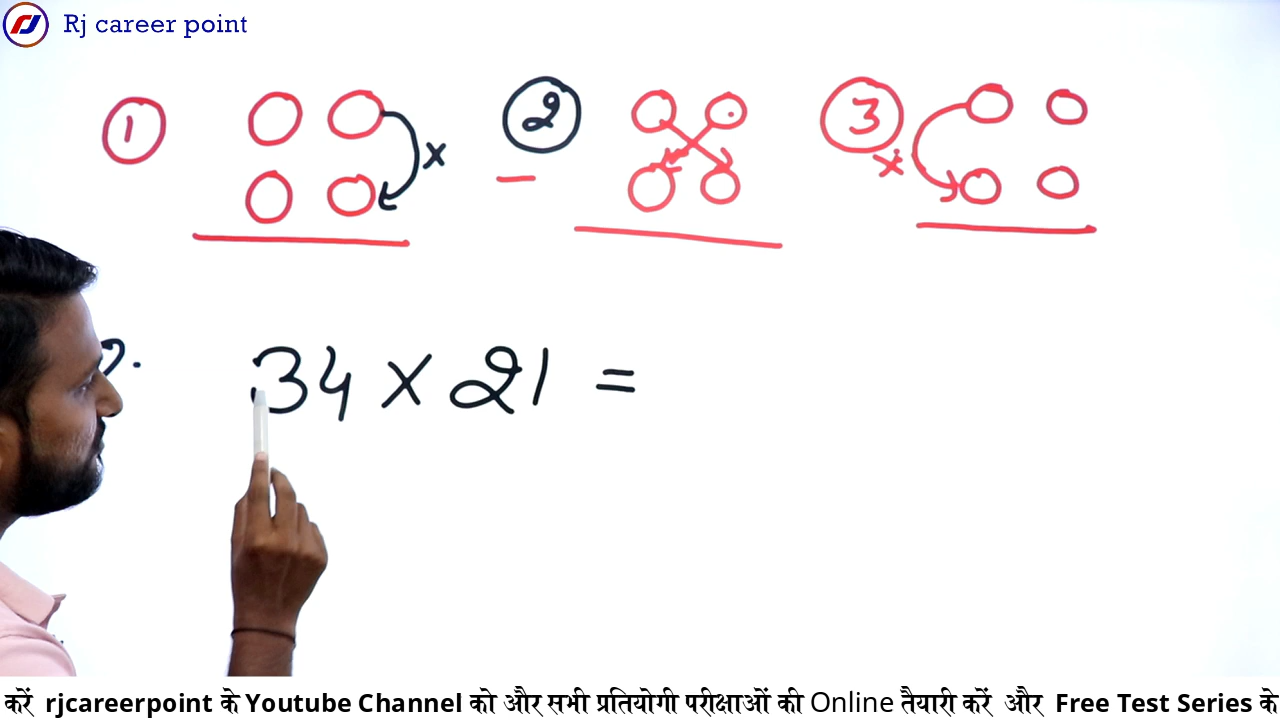 Rj career point
1 x 2 3 x
2. 34 x 21 =
करें rjcareerpoint के Youtube Channel को और सभी प्रतियोगी परीक्षाओं की Online तैयारी करें और Free Test Series के